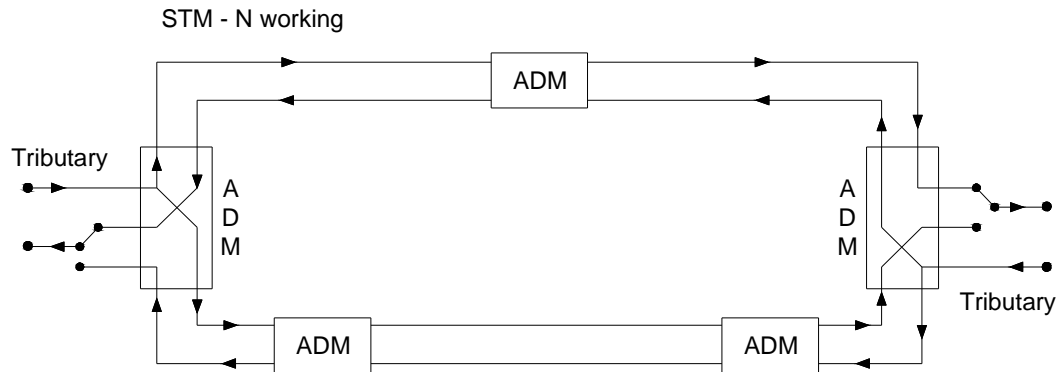 STM - N working
ADM
Tributary
A
D
M
A
D
M
Tributary
ADM
ADM